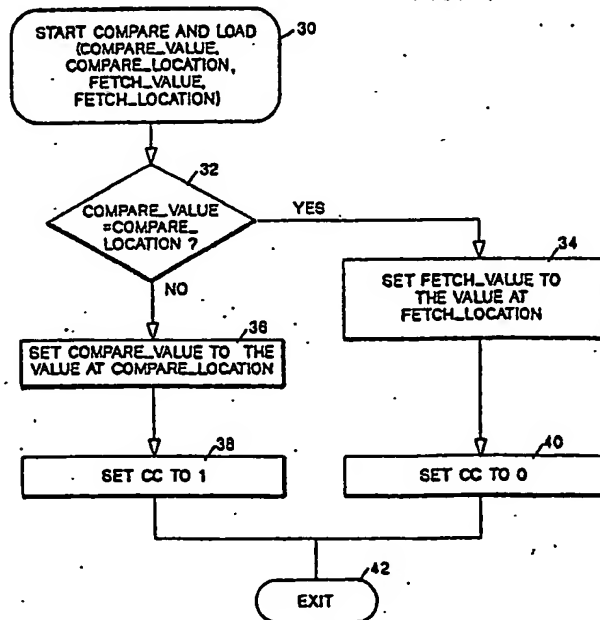 START COMPARE AND LOAD
(COMPARE_VALUE,
COMPARE_LOCATION,
FETCH_VALUE,
FETCH_LOCATION)
30
32
COMPARE_VALUE
=COMPARE_
LOCATION ?
YES
NO
34
SET FETCH_VALUE TO
THE VALUE AT
FETCH_LOCATION
36
SET COMPARE_VALUE TO THE
VALUE AT COMPARE_LOCATION
38
SET CC TO 1
40
SET CC TO 0
42
EXIT